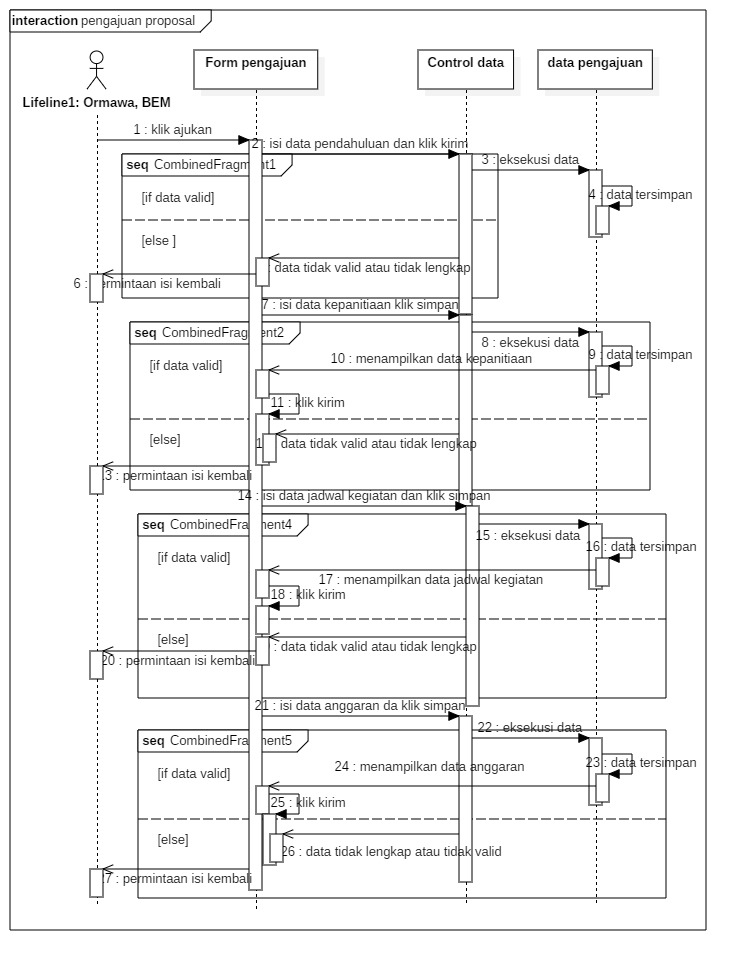 interaction pengajuan proposal
Form pengajuan
Control data
data pengajuan
Lifeline1: Ormawa, BEM
1 : klik ajukan
2 : isi data pendahuluan dan klik kirim
seq CombinedFragment1
3 : eksekusi data
[if data valid]
4 : data tersimpan
[else ]
: data tidak valid atau tidak lengkap
6 : permintaan isi kembali
7 : isi data kepanitiaan klik simpan
seq CombinedFragment2
8 : eksekusi data
9 : data tersimpan
[if data valid]
10 : menampilkan data kepanitiaan
11 : klik kirim
[else]
1 data tidak valid atau tidak lengkap
.3 : permintaan isi kembali
14 : isi data jadwal kegiatan dan klik simpan
seq CombinedFragment4
15 : eksekusi data
16 : data tersimpan
[if data valid]
17 : menampilkan data jadwal kegiatan
18 : klik kirim
[else]
: data tidak valid atau tidak lengkap
20 : permintaan isi kembali
21 : isi data anggaran da klik simpan
22 : eksekusi data
seq CombinedFragment5
23 : data tersimpan
[if data valid]
24 : menampilkan data anggaran
25 : klik kirim
[else]
26 : data tidak lengkap atau tidak valid
.7 : permintaan isi kembali